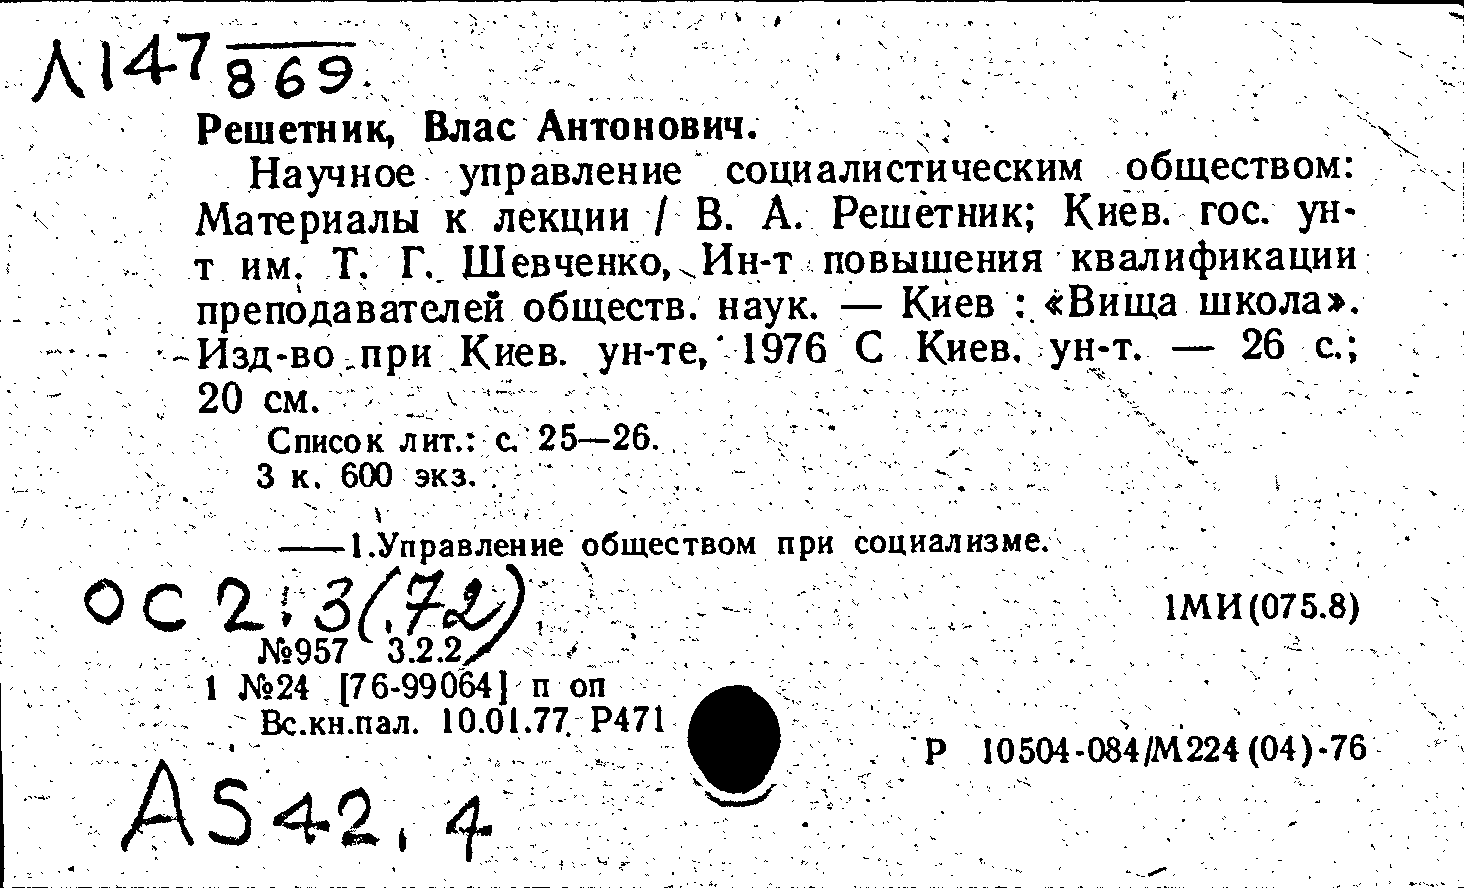 Л147 869.
Решетник, Влас Антонович.
Научное управление социалистическим обществом:
Материалы к лекции / В. А. Решетник; Киев. гос. ун-
т им. Т. Г. Шевченко, Ин-т повышения квалификации
преподавателей обществ. наук. — Киев : «Вища школа».
Изд-во при Киев. ун-те, 1976 С Киев. ун-т. — 26 с.;
20 см.
Список лит.: с. 25—26.
3 к. 600 экз.
—— 1.Управление обществом при социализме.
ОС 2.3(.72)
1МИ(075.8)
№957 3.2.2
1 №24 [76-99064] п оп
Вс.кн.пал. 10.01.77. Р471
Р 10504-084/М224(04)-76
AS42.4